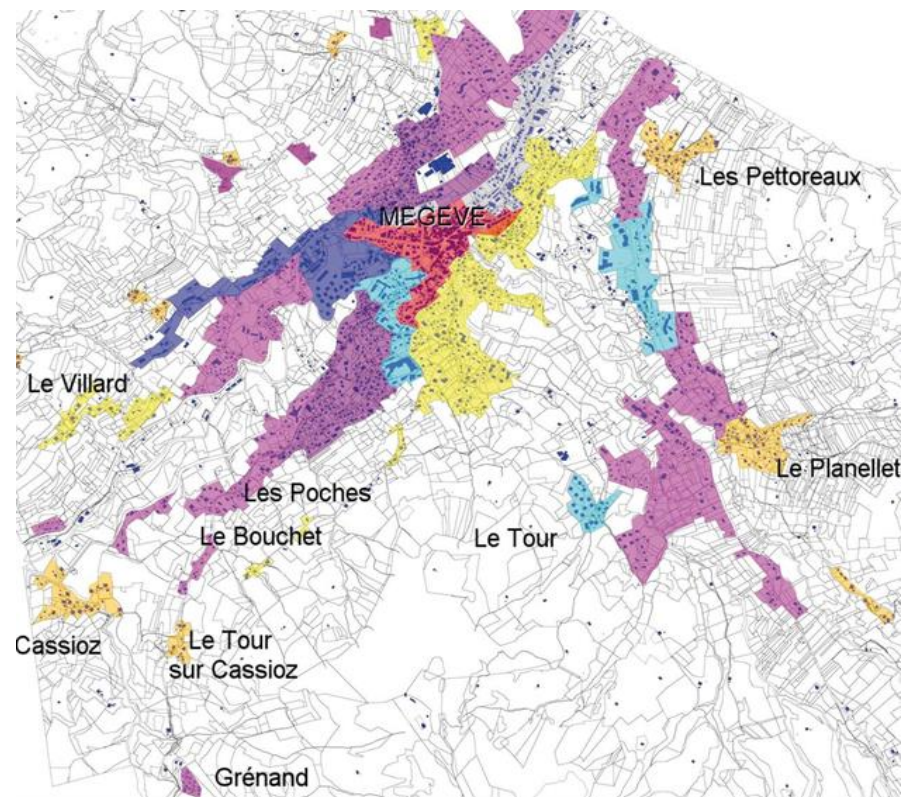 Les Pettoreaux
MEGEVE
Le Villard
Le Planellet
Les Poches
Le Bouchet
Le Tour
Cassioz
Le Tour
sur Cassioz
Grénand